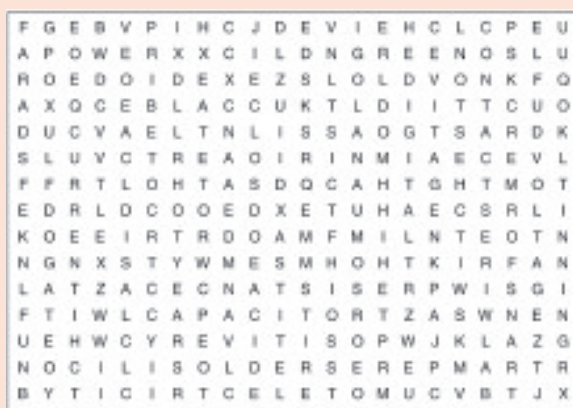 F G E B V P I H C J D E V I E H C L C P E U
A P O W E R X X C I L D N G R E E N O S L U
R O E D O I D E X E Z S L O L D V O N K F Q
A X Q C E B L A C C U K T L D I I T T C U O
D U C V A E L T N L I S S A O G T S A R D K
S L U V C T R E A O I R I N M I A E C E V L
F F R T L O H T A S D Q C A H T G H T M O T
E D R L D C O O E D X E T U H A E C S R L I
K O E E I R T R D O A M F M I L N T E O T N
N G N X S T Y W M E S M H O H T K I R F A N
L A T Z A C E C N A T S I S E R P W I S G I
F T I W L C A P A C I T O R T Z A S W N E N
U E H W C Y R E V I T I S O P W J K L A Z G
N O C I L I S O L D E R S E R E P M A R T R
B Y T I C I R T C E L E T O M U C V B T J X